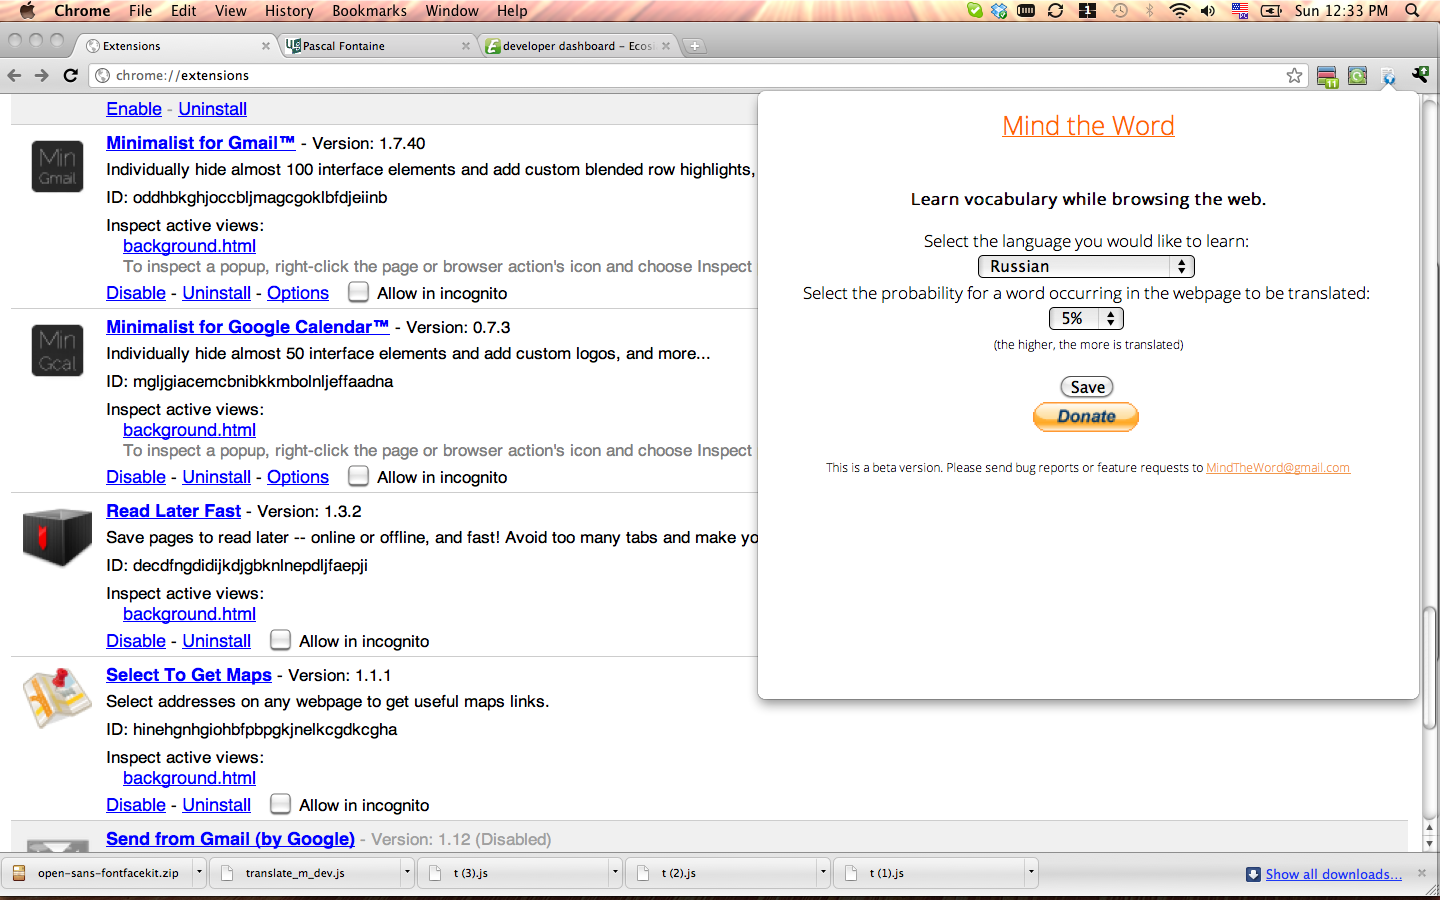 Chrome File Edit View History Bookmarks Window Help
1 Sun 12:33 PM
Extensions
Pascal Fontaine
developer dashboard – Ecos
chrome://extensions
11
Enable - Uninstall
Min Gmail
Minimalist for Gmail™ - Version: 1.7.40
Individually hide almost 100 interface elements and add custom blended row highlights,
ID: oddhbkghjoccbljmagcgoklbfdjeiinb
Inspect active views:
background.html
To inspect a popup, right-click the page or browser action's icon and choose Inspect
Disable - Uninstall - Options Allow in incognito
Min Gcal
Minimalist for Google Calendar™ - Version: 0.7.3
Individually hide almost 50 interface elements and add custom logos, and more...
ID: mgljgiacemcbnibkkmbolnljeffaadna
Inspect active views:
background.html
To inspect a popup, right-click the page or browser action's icon and choose Inspect
Disable - Uninstall - Options Allow in incognito
Read Later Fast - Version: 1.3.2
Save pages to read later -- online or offline, and fast! Avoid too many tabs and make yo
ID: decdfngdidijkdjgbknlnepdljfaepji
Inspect active views:
background.html
Disable - Uninstall Allow in incognito
Select To Get Maps - Version: 1.1.1
Select addresses on any webpage to get useful maps links.
ID: hinehgnhgiohbfpbpgkjnelkcgdkcgha
Inspect active views:
background.html
Disable - Uninstall Allow in incognito
Send from Gmail (by Google) - Version: 1.12 (Disabled)
Mind the Word
Learn vocabulary while browsing the web.
Select the language you would like to learn:
Russian
Select the probability for a word occurring in the webpage to be translated:
5%
(the higher, the more is translated)
Save
Donate
This is a beta version. Please send bug reports or feature requests to MindTheWord@gmail.com
open-sans-fontfacekit.zip
translate_m_dev.js
t (3).js
t (2).js
t (1).js
Show all downloads...